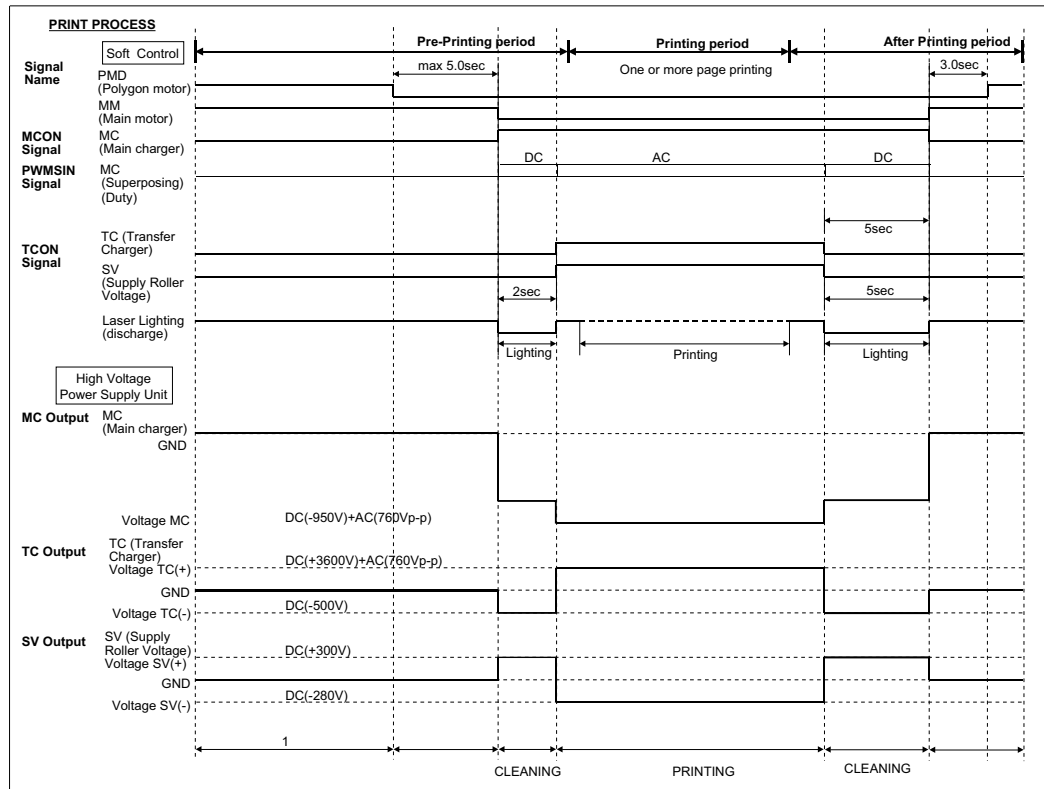 PRINT PROCESS
Soft Control
Pre-Printing period
Printing period
After Printing period
Signal
Name
PMD
(Polygon motor)
max 5.0sec
One or more page printing
3.0sec
MM
(Main motor)
MCON
Signal
MC
(Main charger)
DC
AC
DC
PWMSIN
Signal
MC
(Superposing)
(Duty)
5sec
TCON
Signal
TC (Transfer
Charger)
SV
(Supply Roller
Voltage)
2sec
5sec
Laser Lighting
(discharge)
Lighting
Printing
Lighting
High Voltage
Power Supply Unit
MC Output
MC
(Main charger)
GND
Voltage MC
DC(-950V)+AC(760Vp-p)
TC Output
TC (Transfer
Charger)
Voltage TC(+)
DC(+3600V)+AC(760Vp-p)
GND
Voltage TC(-)
DC(-500V)
SV Output
SV (Supply
Roller Voltage)
Voltage SV(+)
DC(+300V)
GND
Voltage SV(-)
DC(-280V)
1
CLEANING
PRINTING
CLEANING